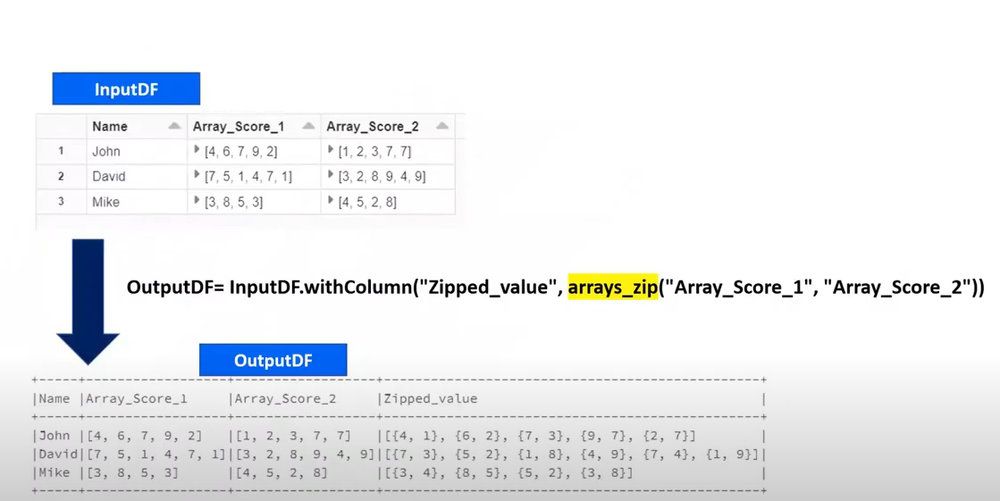 InputDF
Name Array_Score_1 Array_Score_2
1 John [4, 6, 7, 9, 2] [1, 2, 3, 7, 7]
2 David [7, 5, 1, 4, 7, 1] [3, 2, 8, 9, 4, 9]
3 Mike [3, 8, 5, 3] [4, 5, 2, 8]
OutputDF= InputDF.withColumn("Zipped_value", arrays_zip("Array_Score_1", "Array_Score_2"))
OutputDF
+-----+------------------+------------------+------------------------------------------------+
|Name |Array_Score_1 |Array_Score_2 |Zipped_value |
+-----+------------------+------------------+------------------------------------------------+
|John |[4, 6, 7, 9, 2] |[1, 2, 3, 7, 7] |[{4, 1}, {6, 2}, {7, 3}, {9, 7}, {2, 7}] |
|David|[7, 5, 1, 4, 7, 1]|[3, 2, 8, 9, 4, 9]|[{7, 3}, {5, 2}, {1, 8}, {4, 9}, {7, 4}, {1, 9}]|
|Mike |[3, 8, 5, 3] |[4, 5, 2, 8] |[{3, 4}, {8, 5}, {5, 2}, {3, 8}] |
+-----+------------------+------------------+------------------------------------------------+